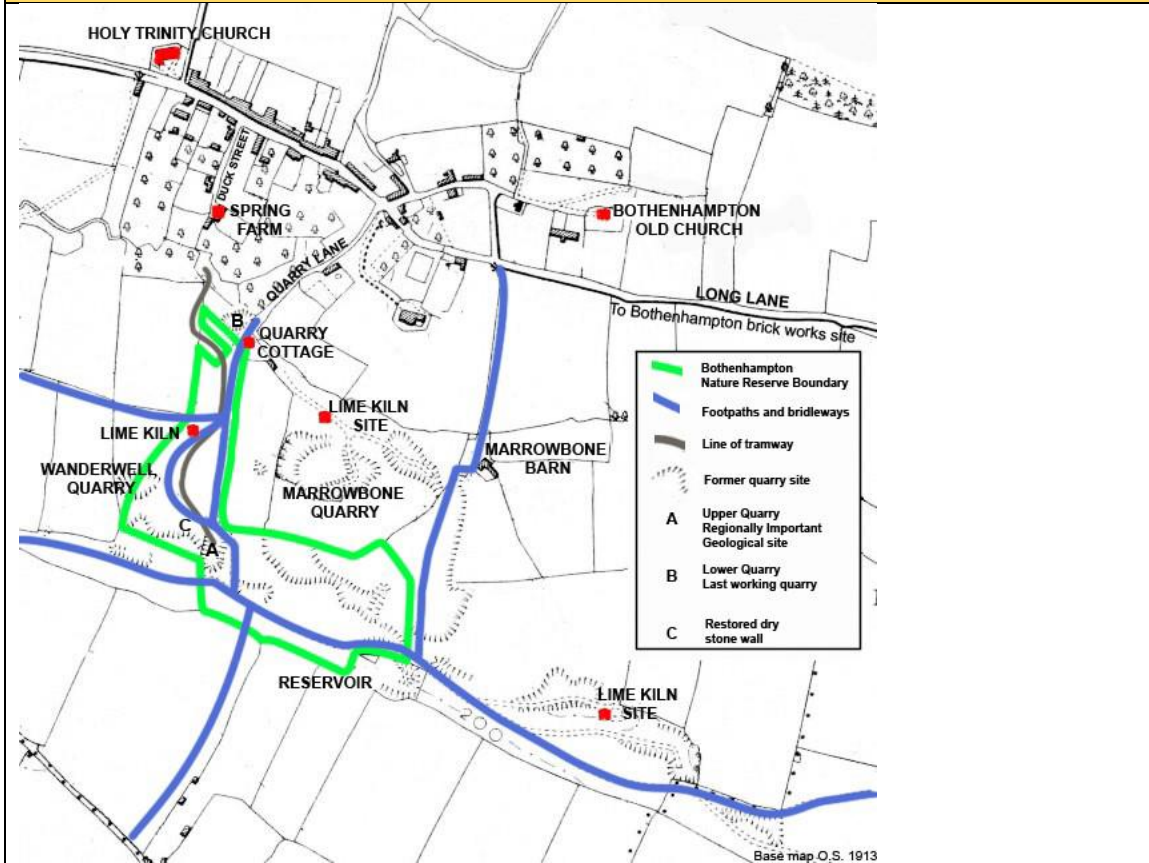 HOLY TRINITY CHURCH
DUCK STREET
SPRING
FARM
BOTHENHAMPTON
OLD CHURCH
QUARRY LANE
LONG LANE
To Bothenhampton brick works site
B
QUARRY
COTTAGE
LIME KILN
SITE
LIME KILN
MARROWBONE
BARN
WANDERWELL
QUARRY
MARROWBONE
QUARRY
C
A
RESERVOIR
LIME KILN
SITE
200
Bothenhampton
Nature Reserve Boundary
Footpaths and bridleways
Line of tramway
Former quarry site
A
Upper Quarry
Regionally Important
Geological site
B
Lower Quarry
Last working quarry
C
Restored dry
stone wall
Base map O.S. 1913